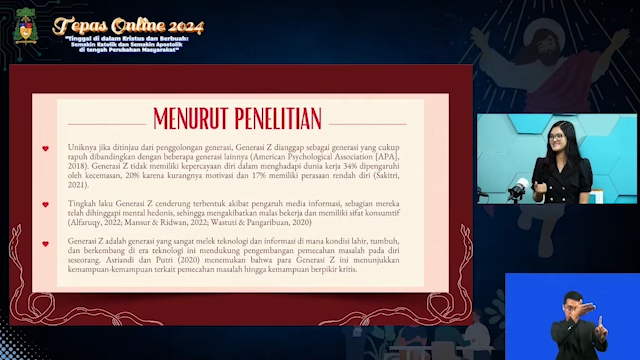 Tepas Online 2024
"Tinggal di dalam Kristus dan Berbuah:
Semakin Katolik dan Semakin Apostolik
di tengah Perubahan Masyarakat"
MENURUT PENELITIAN
Uniknya jika ditinjau dari penggolongan generasi, Generasi Z dianggap sebagai generasi yang cukup
rapuh dibandingkan dengan beberapa generasi lainnya (American Psychological Association [APA],
2018). Generasi Z tidak memiliki kepercayaan diri dalam menghadapi dunia kerja 34% dipengaruhi
oleh kecemasan, 20% karena kurangnya motivasi dan 17% memiliki perasaan rendah diri (Sakitri,
2021).
Tingkah laku Generasi Z cenderung terbentuk akibat pengaruh media informasi, sebagian mereka
telah dihinggapi mental hedonis, sehingga mengakibatkan malas bekerja dan memiliki sifat konsumtif
(Alfaruqy, 2022; Mansur & Ridwan, 2022; Wastuti & Pangaribuan, 2020)
Generasi Z adalah generasi yang sangat melek teknologi dan informasi di mana kondisi lahir, tumbuh,
dan berkembang di era teknologi ini mendukung pengembangan pemecahan masalah pada diri
seseorang. Asriandi dan Putri (2020) menemukan bahwa para Generasi Z ini menunjukkan
kemampuan-kemampuan terkait pemecahan masalah hingga kemampuan berpikir kritis.